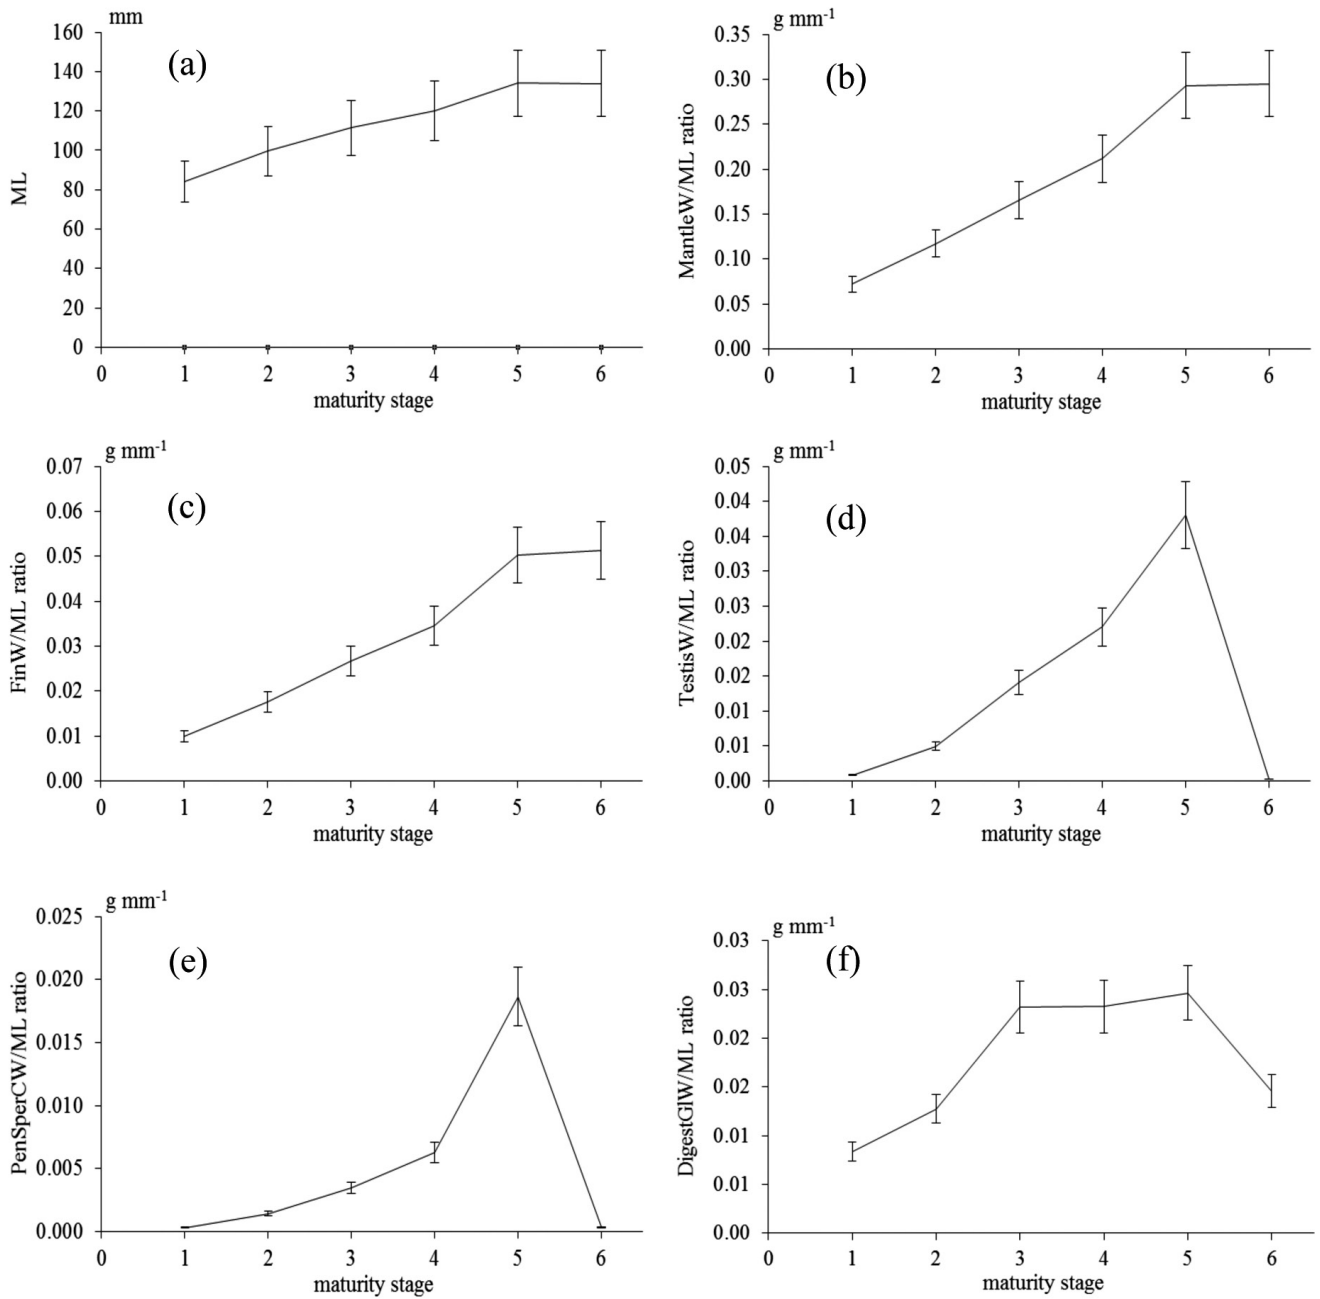 mm
160
140
120
100
80
60
40
20
0
ML
(a)
0 1 2 3 4 5 6
maturity stage
g mm-1
0.35
0.30
0.25
0.20
0.15
0.10
0.05
0.00
MantleW/ML ratio
(b)
0 1 2 3 4 5 6
maturity stage
g mm-1
0.07
0.06
0.05
0.04
0.03
0.02
0.01
0.00
FinW/ML ratio
(c)
0 1 2 3 4 5 6
maturity stage
g mm-1
0.05
0.04
0.04
0.03
0.03
0.02
0.02
0.01
0.01
0.00
TestisW/ML ratio
(d)
0 1 2 3 4 5 6
maturity stage
g mm-1
0.025
0.020
0.015
0.010
0.005
0.000
PenSperCW/ML ratio
(e)
0 1 2 3 4 5 6
maturity stage
g mm-1
0.03
0.03
0.02
0.02
0.01
0.01
0.00
DigestGlW/ML ratio
(f)
0 1 2 3 4 5 6
maturity stage